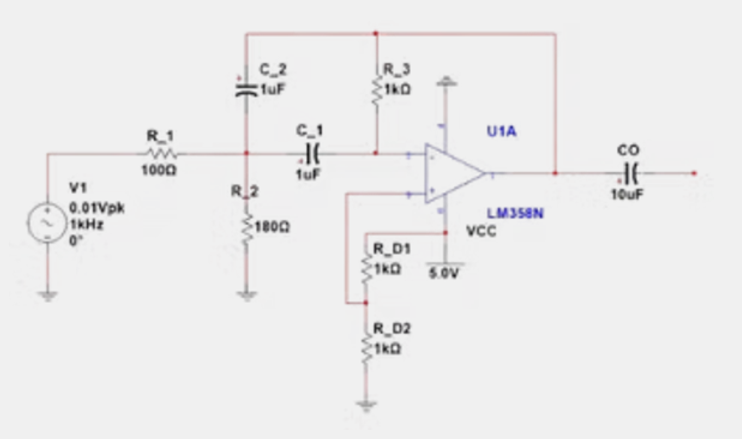 C_2
1uF
R_3
1kΩ
U1A
R_1
100Ω
C_1
1uF
CO
10uF
V1
0.01Vpk
1kHz
0°
R_2
180Ω
LM358N
VCC
5.0V
R_D1
1kΩ
R_D2
1kΩ